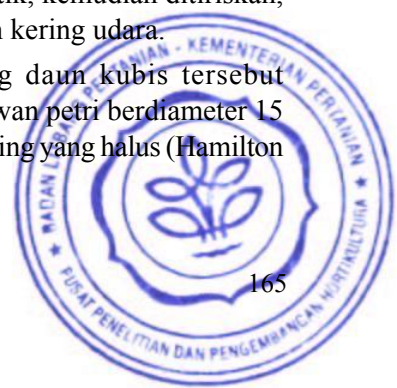 tik, kemudian ditiriskan,
n kering udara.
g daun kubis tersebut
wan petri berdiameter 15
ing yang halus (Hamilton
165
BADAN LITBANG PERTANIAN - KEMENTERIAN PERTANIAN
PUSAT PENELITIAN DAN PENGEMBANGAN HORTIKULTURA